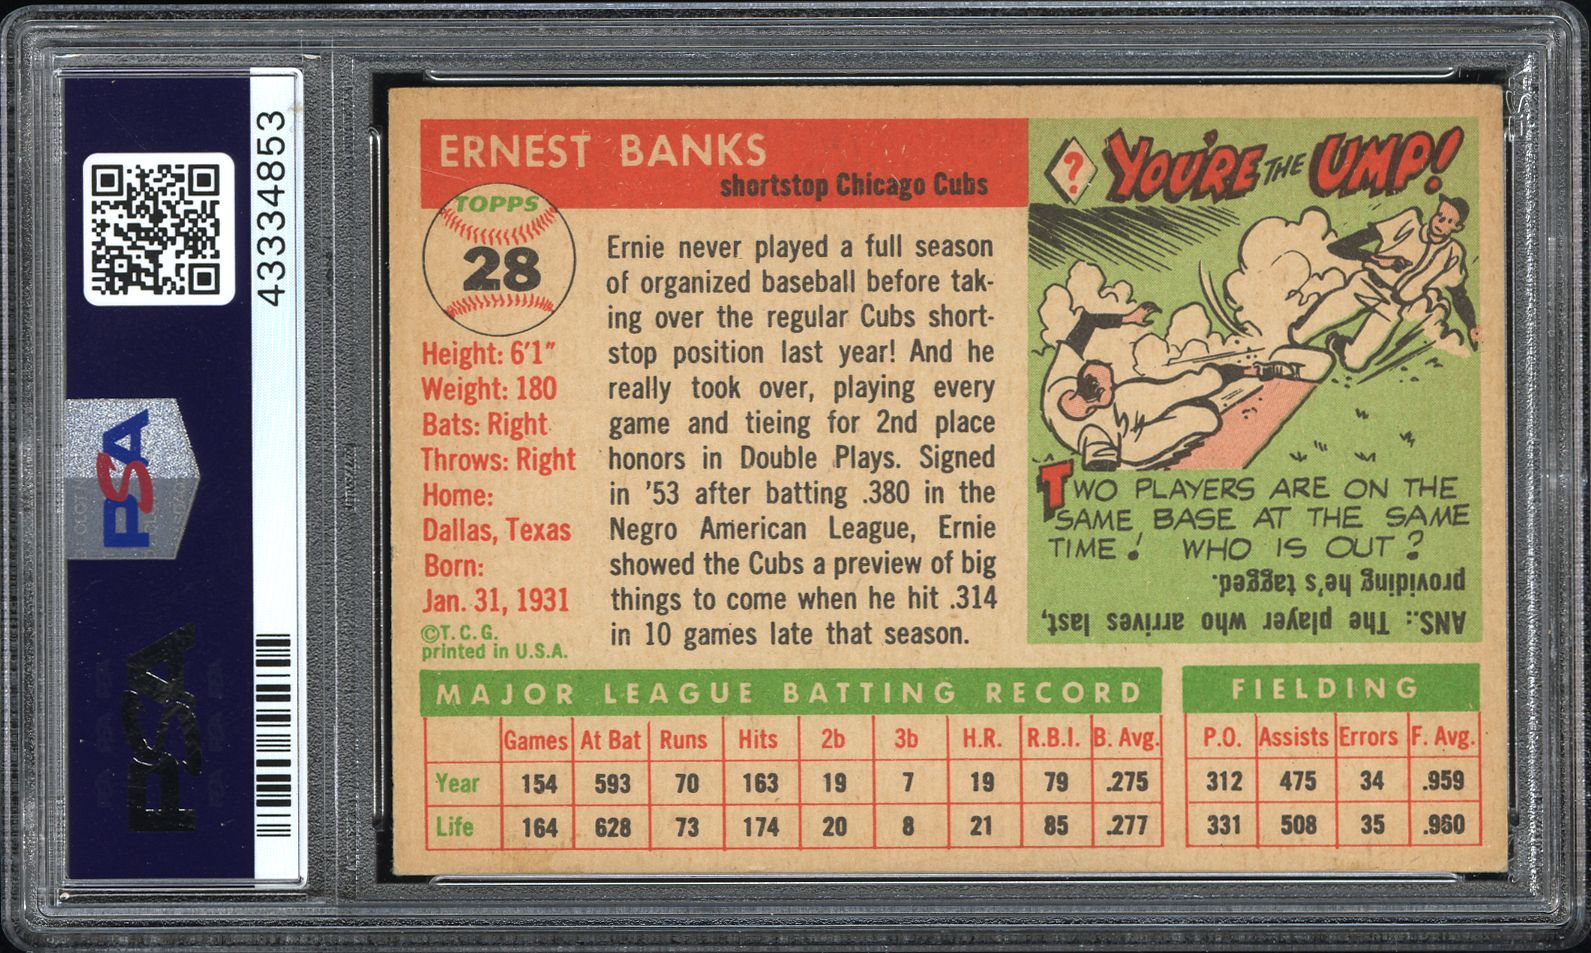 43334853
PSA
PSA
ERNEST BANKS
shortstop Chicago Cubs
TOPPS
28
Height: 6'1"
Weight: 180
Bats: Right
Throws: Right
Home:
Dallas, Texas
Born:
Jan. 31, 1931
©T. C. G.
printed in U.S.A.
Ernie never played a full season
of organized baseball before tak-
ing over the regular Cubs short-
stop position last year! And he
really took over, playing every
game and tieing for 2nd place
honors in Double Plays. Signed
in '53 after batting .380 in the
Negro American League, Ernie
showed the Cubs a preview of big
things to come when he hit .314
in 10 games late that season.
? YOU'RE THE UMP!
TWO PLAYERS ARE ON THE
SAME BASE AT THE SAME
TIME! WHO IS OUT?
ANS.: The player who arrives last,
providing he's tagged.
MAJOR LEAGUE BATTING RECORD
Games At Bat Runs Hits 2b 3b H.R. R.B.I. B. Avg.
Year 154 593 70 163 19 7 19 79 .275
Life 164 628 73 174 20 8 21 85 .277
FIELDING
P.O. Assists Errors F. Avg.
312 475 34 .959
331 508 35 .960